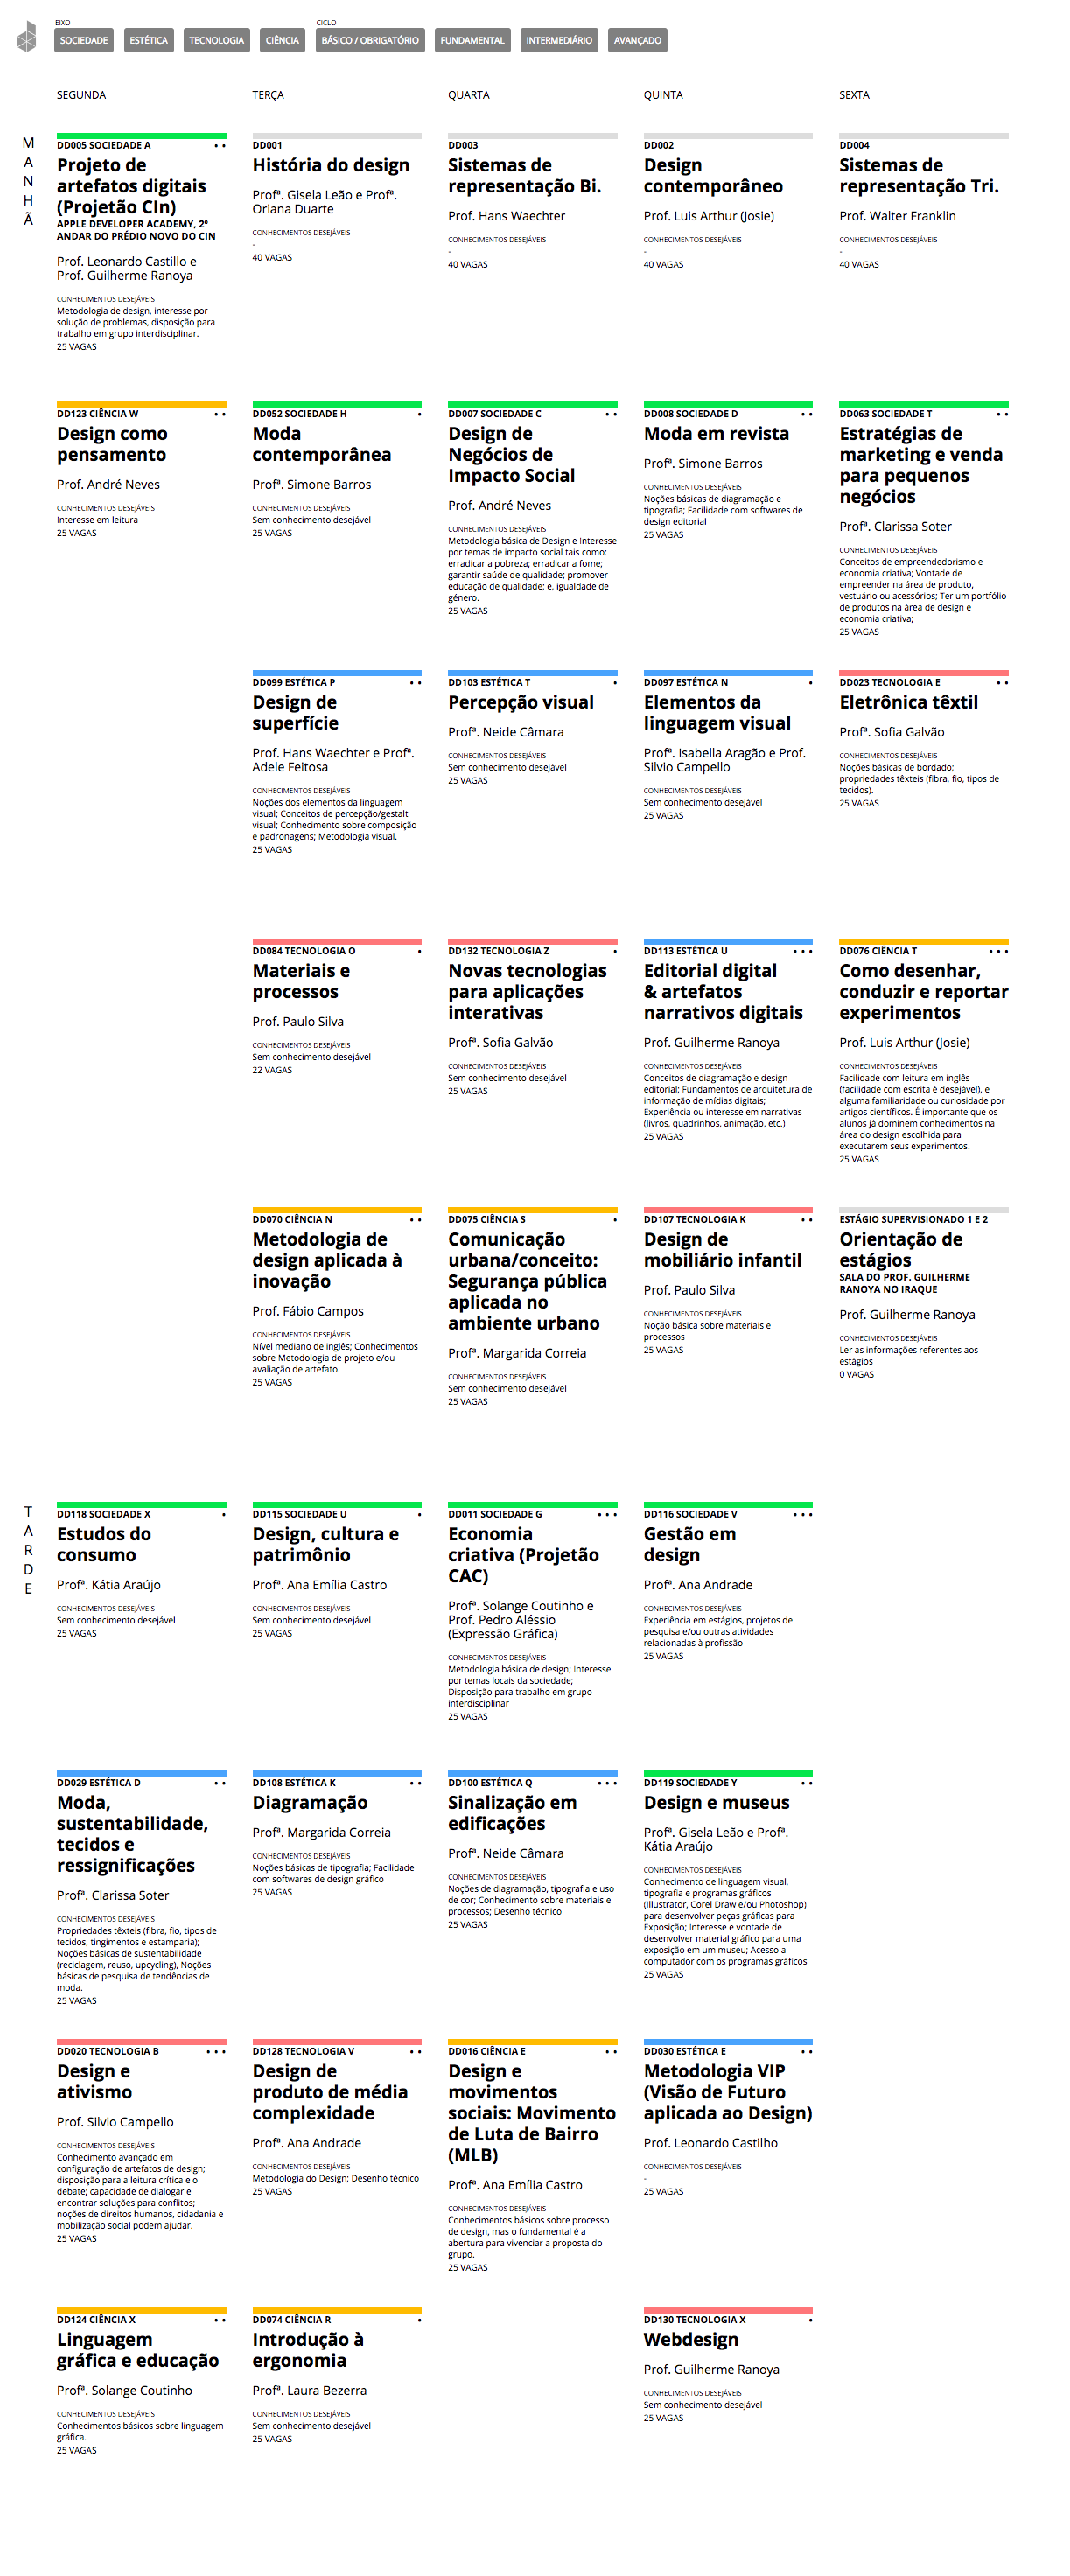 EIXO
CICLO
SOCIEDADE
ESTÉTICA
TECNOLOGIA
CIÊNCIA
BÁSICO / OBRIGATÓRIO
FUNDAMENTAL
INTERMEDIÁRIO
AVANÇADO
SEGUNDA
TERÇA
QUARTA
QUINTA
SEXTA
MANHÃ
DD005 SOCIEDADE A • •
Projeto de
artefatos digitais
(Projetão CIn)
APPLE DEVELOPER ACADEMY, 2º
ANDAR DO PRÉDIO NOVO DO CIN
Prof. Leonardo Castillo e
Prof. Guilherme Ranoya
CONHECIMENTOS DESEJÁVEIS
Metodologia de design, interesse por
solução de problemas, disposição para
trabalho em grupo interdisciplinar.
25 VAGAS
DD001
História do design
Profª. Gisela Leão e Profª.
Oriana Duarte
CONHECIMENTOS DESEJÁVEIS
-
40 VAGAS
DD003
Sistemas de
representação Bi.
Prof. Hans Waechter
CONHECIMENTOS DESEJÁVEIS
-
40 VAGAS
DD002
Design
contemporâneo
Prof. Luis Arthur (Josie)
CONHECIMENTOS DESEJÁVEIS
-
40 VAGAS
DD004
Sistemas de
representação Tri.
Prof. Walter Franklin
CONHECIMENTOS DESEJÁVEIS
-
40 VAGAS
DD123 CIÊNCIA W • •
Design como
pensamento
Prof. André Neves
CONHECIMENTOS DESEJÁVEIS
Interesse em leitura
25 VAGAS
DD052 SOCIEDADE H •
Moda
contemporânea
Profª. Simone Barros
CONHECIMENTOS DESEJÁVEIS
Sem conhecimento desejável
25 VAGAS
DD007 SOCIEDADE C • •
Design de
Negócios de
Impacto Social
Prof. André Neves
CONHECIMENTOS DESEJÁVEIS
Metodologia básica de Design e Interesse
por temas de impacto social tais como:
erradicar a pobreza; erradicar a fome;
garantir saúde de qualidade; promover
educação de qualidade; e, igualdade de
gênero.
25 VAGAS
DD008 SOCIEDADE D • •
Moda em revista
Profª. Simone Barros
CONHECIMENTOS DESEJÁVEIS
Noções básicas de diagramação e
tipografia; Facilidade com softwares de
design editorial
25 VAGAS
DD063 SOCIEDADE T • •
Estratégias de
marketing e venda
para pequenos
negócios
Profª. Clarissa Soter
CONHECIMENTOS DESEJÁVEIS
Conceitos de empreendedorismo e
economia criativa; Vontade de
empreender na área de produto,
vestuário ou acessórios; Ter um portfólio
de produtos na área de design e
economia criativa;
25 VAGAS
DD099 ESTÉTICA P • •
Design de
superfície
Prof. Hans Waechter e Profª.
Adele Feitosa
CONHECIMENTOS DESEJÁVEIS
Noções dos elementos da linguagem
visual; Conceitos de percepção/gestalt
visual; Conhecimento sobre composição
e padronagens; Metodologia visual.
25 VAGAS
DD103 ESTÉTICA T •
Percepção visual
Profª. Neide Câmara
CONHECIMENTOS DESEJÁVEIS
Sem conhecimento desejável
25 VAGAS
DD097 ESTÉTICA N •
Elementos da
linguagem visual
Profª. Isabella Aragão e Prof.
Silvio Campello
CONHECIMENTOS DESEJÁVEIS
Sem conhecimento desejável
25 VAGAS
DD023 TECNOLOGIA E • •
Eletrônica têxtil
Profª. Sofia Galvão
CONHECIMENTOS DESEJÁVEIS
Noções básicas de bordado;
propriedades têxteis (fibra, fio, tipos de
tecidos).
25 VAGAS
DD084 TECNOLOGIA O •
Materiais e
processos
Prof. Paulo Silva
CONHECIMENTOS DESEJÁVEIS
Sem conhecimento desejável
22 VAGAS
DD132 TECNOLOGIA Z •
Novas tecnologias
para aplicações
interativas
Profª. Sofia Galvão
CONHECIMENTOS DESEJÁVEIS
Sem conhecimento desejável
25 VAGAS
DD113 ESTÉTICA U • • •
Editorial digital
& artefatos
narrativos digitais
Prof. Guilherme Ranoya
CONHECIMENTOS DESEJÁVEIS
Conceitos de diagramação e design
editorial; Fundamentos de arquitetura de
informação de mídias digitais;
Experiência ou interesse em narrativas
(livros, quadrinhos, animação, etc.)
25 VAGAS
DD076 CIÊNCIA T • • •
Como desenhar,
conduzir e reportar
experimentos
Prof. Luis Arthur (Josie)
CONHECIMENTOS DESEJÁVEIS
Facilidade com leitura em inglês
(facilidade com escrita é desejável), e
alguma familiaridade ou curiosidade por
artigos científicos. É importante que os
alunos já dominem conhecimentos na
área do design escolhida para
executarem seus experimentos.
25 VAGAS
DD070 CIÊNCIA N • •
Metodologia de
design aplicada à
inovação
Prof. Fábio Campos
CONHECIMENTOS DESEJÁVEIS
Nível mediano de inglês; Conhecimentos
sobre Metodologia de projeto e/ou
avaliação de artefato.
25 VAGAS
DD075 CIÊNCIA S •
Comunicação
urbana/conceito:
Segurança pública
aplicada no
ambiente urbano
Profª. Margarida Correia
CONHECIMENTOS DESEJÁVEIS
Sem conhecimento desejável
25 VAGAS
DD107 TECNOLOGIA K • •
Design de
mobiliário infantil
Prof. Paulo Silva
CONHECIMENTOS DESEJÁVEIS
Noção básica sobre materiais e
processos
25 VAGAS
ESTÁGIO SUPERVISIONADO 1 E 2
Orientação de
estágios
SALA DO PROF. GUILHERME
RANOYA NO IRAQUE
Prof. Guilherme Ranoya
CONHECIMENTOS DESEJÁVEIS
Ler as informações referentes aos
estágios
0 VAGAS
TARDE
DD118 SOCIEDADE X •
Estudos do
consumo
Profª. Kátia Araújo
CONHECIMENTOS DESEJÁVEIS
Sem conhecimento desejável
25 VAGAS
DD115 SOCIEDADE U •
Design, cultura e
patrimônio
Profª. Ana Emília Castro
CONHECIMENTOS DESEJÁVEIS
Sem conhecimento desejável
25 VAGAS
DD011 SOCIEDADE G • • •
Economia
criativa (Projetão
CAC)
Profª. Solange Coutinho e
Prof. Pedro Aléssio
(Expressão Gráfica)
CONHECIMENTOS DESEJÁVEIS
Metodologia básica de design; Interesse
por temas locais da sociedade;
Disposição para trabalho em grupo
interdisciplinar
25 VAGAS
DD116 SOCIEDADE V • • •
Gestão em
design
Profª. Ana Andrade
CONHECIMENTOS DESEJÁVEIS
Experiência em estágios, projetos de
pesquisa e/ou outras atividades
relacionadas à profissão
25 VAGAS
DD029 ESTÉTICA D • •
Moda,
sustentabilidade,
tecidos e
ressignificações
Profª. Clarissa Soter
CONHECIMENTOS DESEJÁVEIS
Propriedades têxteis (fibra, fio, tipos de
tecidos, tingimentos e estamparia);
Noções básicas de sustentabilidade
(reciclagem, reuso, upcycling), Noções
básicas de pesquisa de tendências de
moda.
25 VAGAS
DD108 ESTÉTICA K • •
Diagramação
Profª. Margarida Correia
CONHECIMENTOS DESEJÁVEIS
Noções básicas de tipografia; Facilidade
com softwares de design gráfico
25 VAGAS
DD100 ESTÉTICA Q • • •
Sinalização em
edificações
Profª. Neide Câmara
CONHECIMENTOS DESEJÁVEIS
Noções de diagramação, tipografia e uso
de cor; Conhecimento sobre materiais e
processos; Desenho técnico
25 VAGAS
DD119 SOCIEDADE Y • •
Design e museus
Profª. Gisela Leão e Profª.
Kátia Araújo
CONHECIMENTOS DESEJÁVEIS
Conhecimento de linguagem visual,
tipografia e programas gráficos
(Illustrator, Corel Draw e/ou Photoshop)
para desenvolver peças gráficas para
Exposição; Interesse e vontade de
desenvolver material gráfico para uma
exposição em um museu; Acesso a
computador com os programas gráficos
25 VAGAS
DD020 TECNOLOGIA B • • •
Design e
ativismo
Prof. Silvio Campello
CONHECIMENTOS DESEJÁVEIS
Conhecimento avançado em
configuração de artefatos de design;
disposição para a leitura crítica e o
debate; capacidade de dialogar e
encontrar soluções para conflitos;
noções de direitos humanos, cidadania e
mobilização social podem ajudar.
25 VAGAS
DD128 TECNOLOGIA V • •
Design de
produto de média
complexidade
Profª. Ana Andrade
CONHECIMENTOS DESEJÁVEIS
Metodologia do Design; Desenho técnico
25 VAGAS
DD016 CIÊNCIA E • •
Design e
movimentos
sociais: Movimento
de Luta de Bairro
(MLB)
Profª. Ana Emília Castro
CONHECIMENTOS DESEJÁVEIS
Conhecimentos básicos sobre processo
de design, mas o fundamental é a
abertura para vivenciar a proposta do
grupo.
25 VAGAS
DD030 ESTÉTICA E • •
Metodologia VIP
(Visão de Futuro
aplicada ao Design)
Prof. Leonardo Castilho
CONHECIMENTOS DESEJÁVEIS
-
25 VAGAS
DD124 CIÊNCIA X • •
Linguagem
gráfica e educação
Profª. Solange Coutinho
CONHECIMENTOS DESEJÁVEIS
Conhecimentos básicos sobre linguagem
gráfica.
25 VAGAS
DD074 CIÊNCIA R •
Introdução à
ergonomia
Profª. Laura Bezerra
CONHECIMENTOS DESEJÁVEIS
Sem conhecimento desejável
25 VAGAS
DD130 TECNOLOGIA X •
Webdesign
Prof. Guilherme Ranoya
CONHECIMENTOS DESEJÁVEIS
Sem conhecimento desejável
25 VAGAS